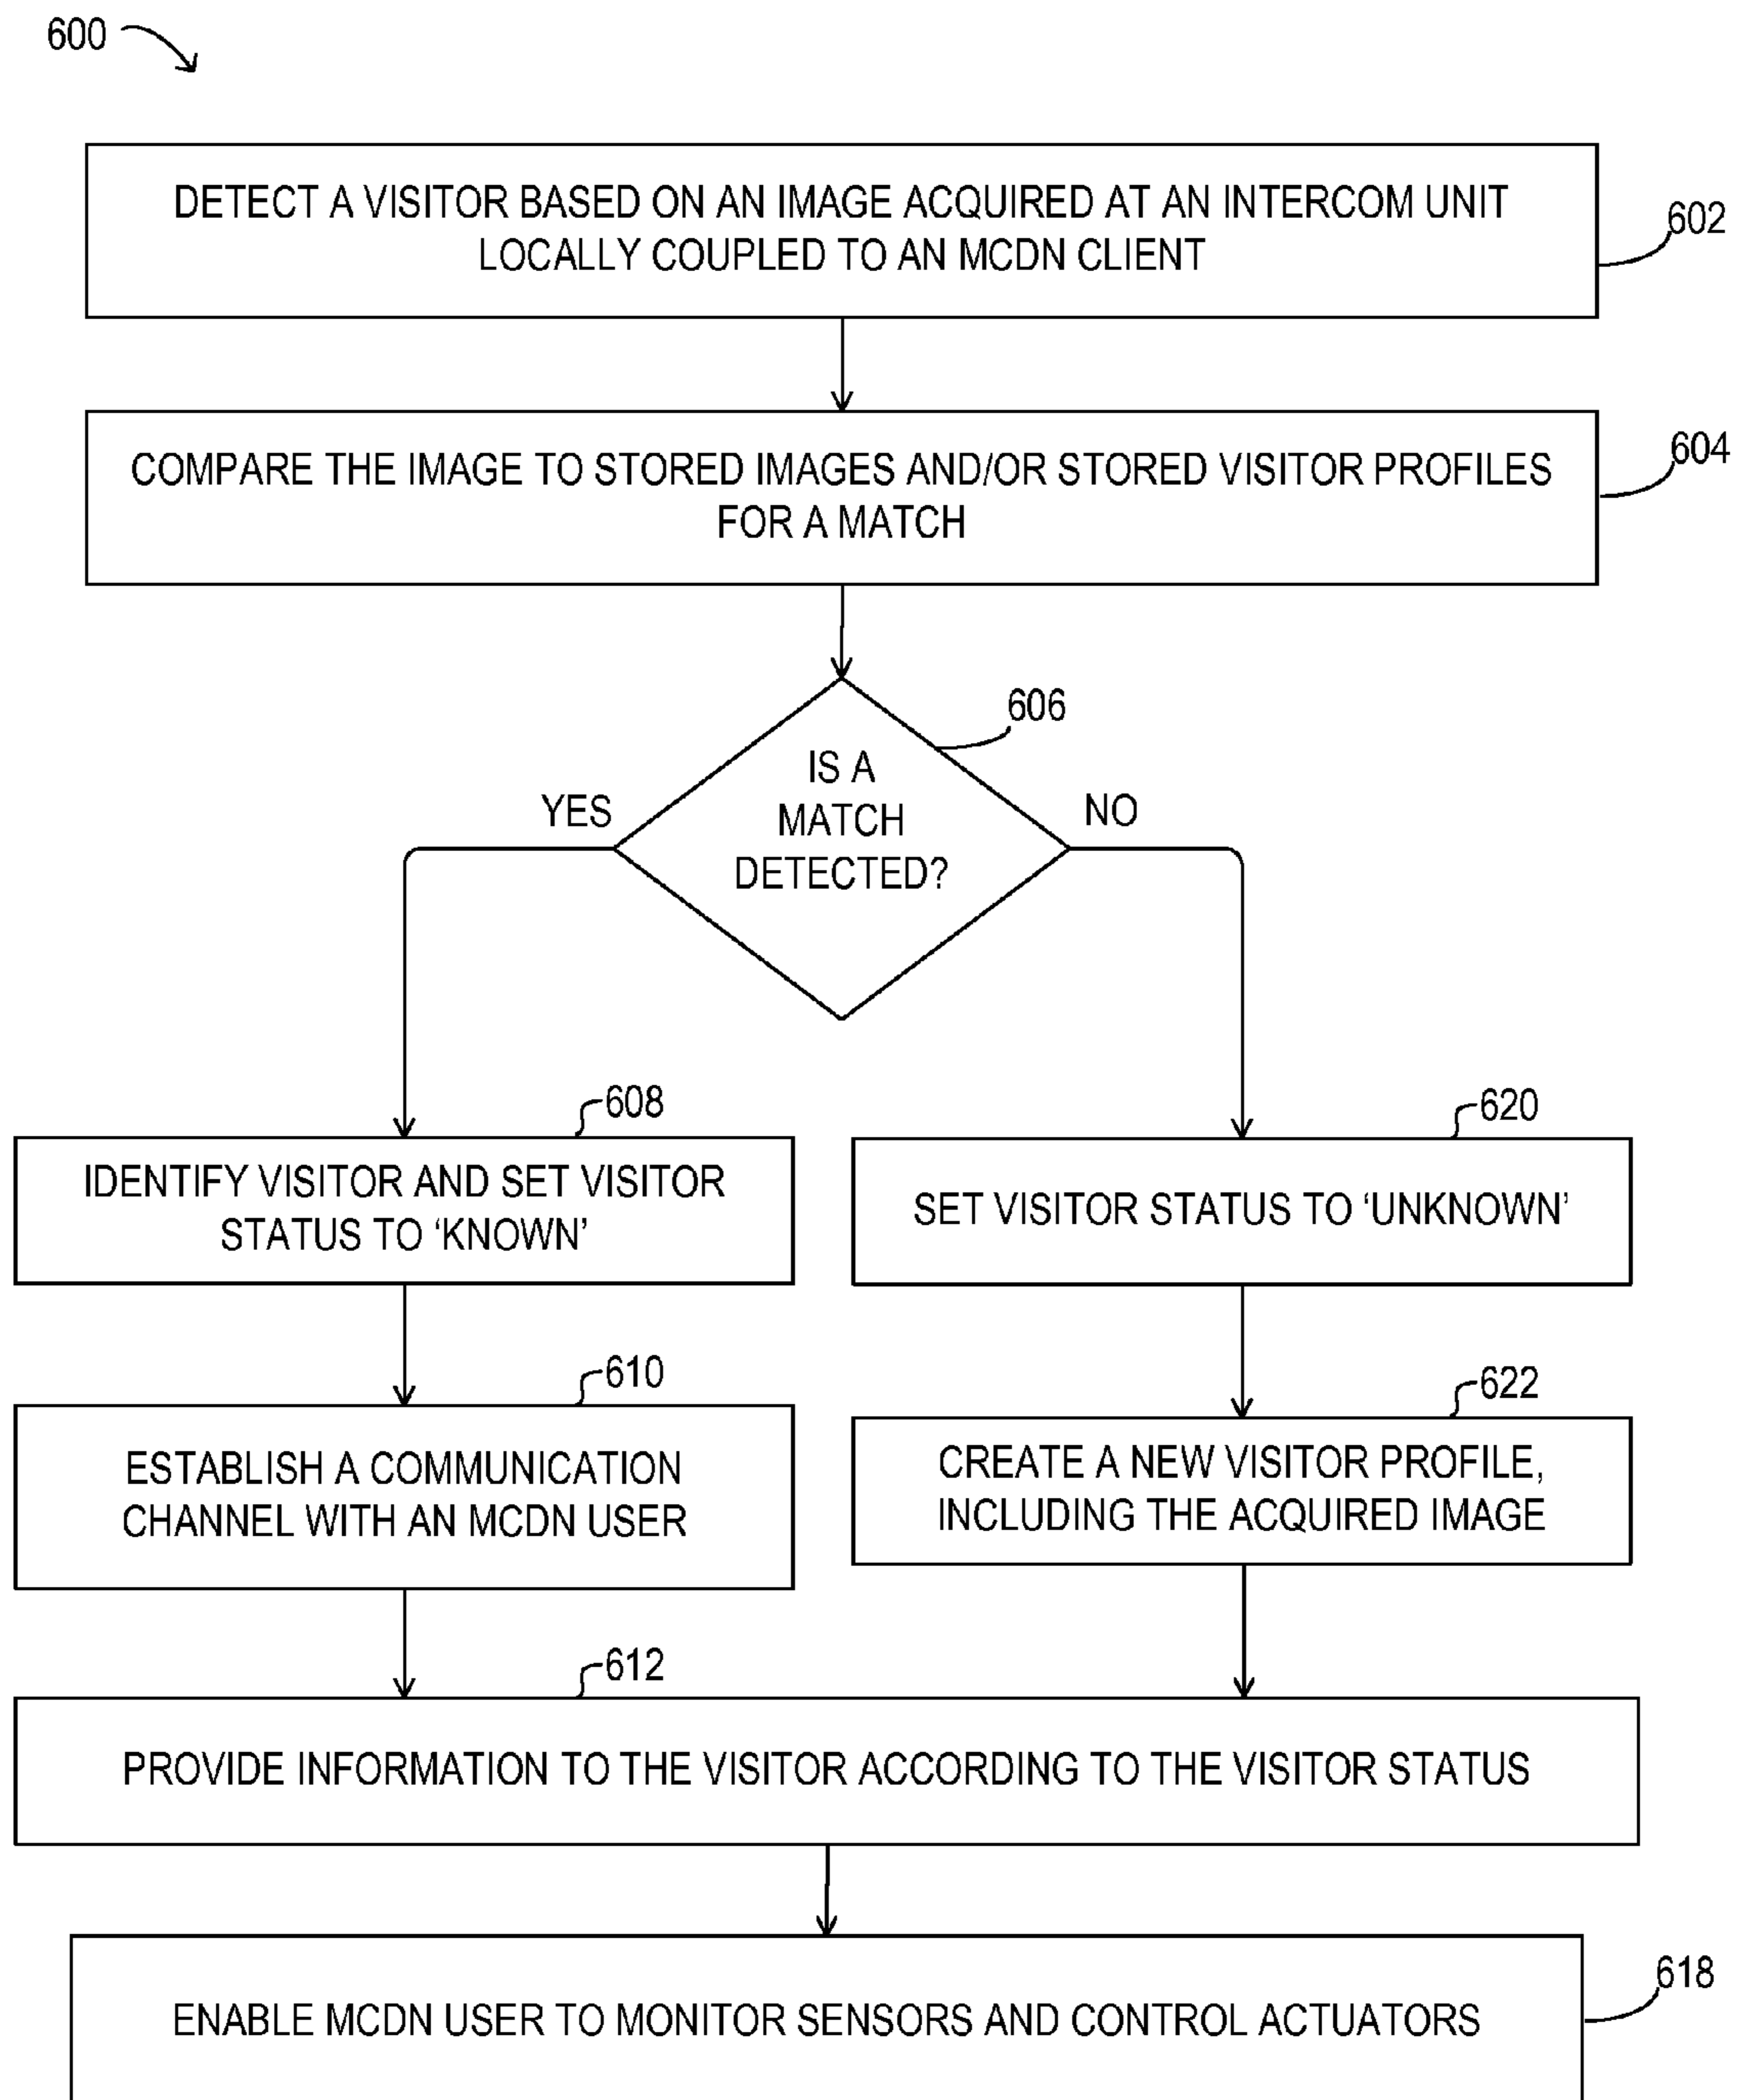 600
DETECT A VISITOR BASED ON AN IMAGE ACQUIRED AT AN INTERCOM UNIT
LOCALLY COUPLED TO AN MCDN CLIENT
602
COMPARE THE IMAGE TO STORED IMAGES AND/OR STORED VISITOR PROFILES
FOR A MATCH
604
606
IS A
MATCH
DETECTED?
YES
NO
608
IDENTIFY VISITOR AND SET VISITOR
STATUS TO ‘KNOWN’
620
SET VISITOR STATUS TO ‘UNKNOWN’
610
ESTABLISH A COMMUNICATION
CHANNEL WITH AN MCDN USER
622
CREATE A NEW VISITOR PROFILE,
INCLUDING THE ACQUIRED IMAGE
612
PROVIDE INFORMATION TO THE VISITOR ACCORDING TO THE VISITOR STATUS
618
ENABLE MCDN USER TO MONITOR SENSORS AND CONTROL ACTUATORS